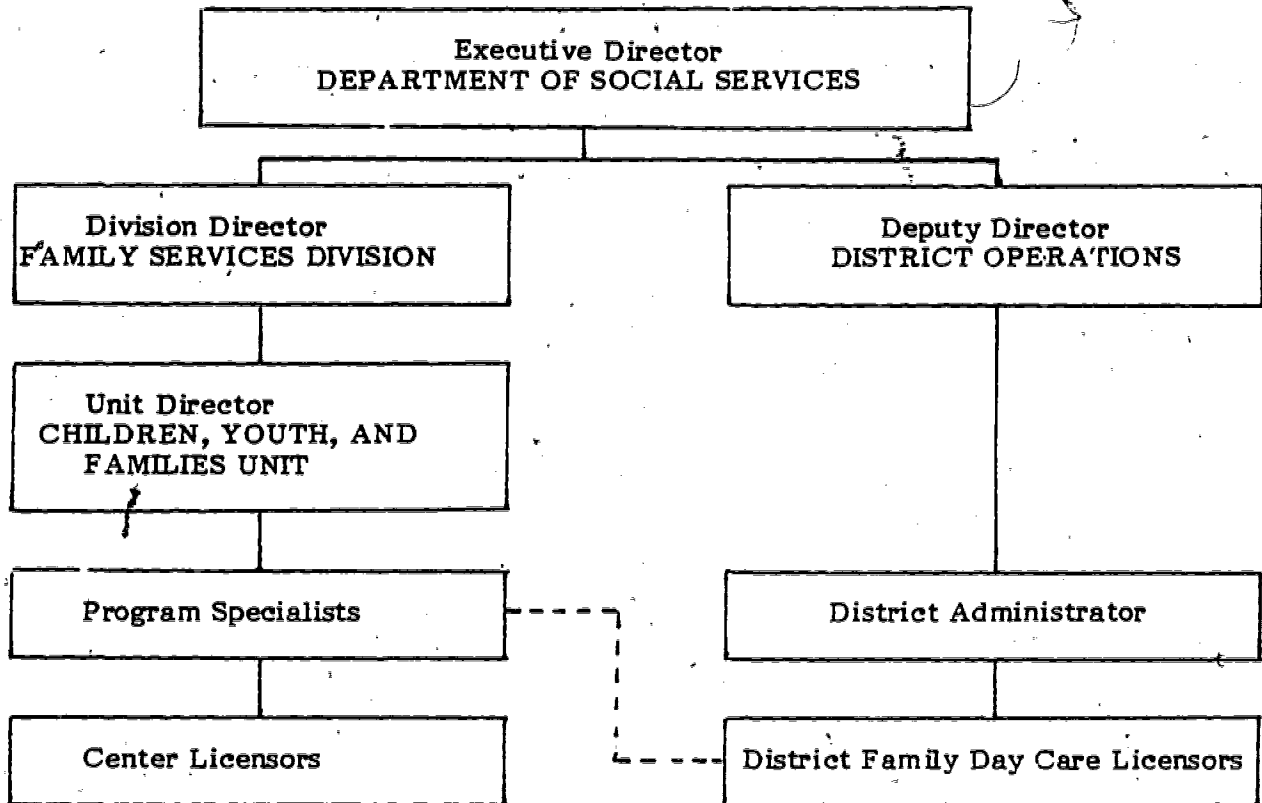 Executive Director
DEPARTMENT OF SOCIAL SERVICES
Division Director
FAMILY SERVICES DIVISION
Deputy Director
DISTRICT OPERATIONS
Unit Director
CHILDREN, YOUTH, AND
FAMILIES UNIT
Program Specialists
District Administrator
Center Licensors
District Family Day Care Licensors